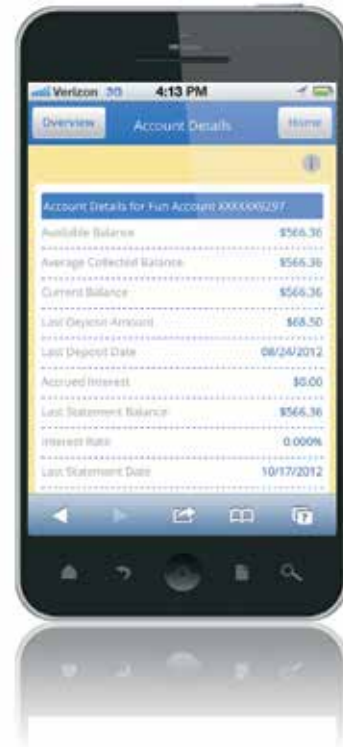 Verizon 3G 4:13 PM
Overview Account Details Home
i
Account Details for Fun Account XXXXXX9297
Available Balance $566.36
Average Collected Balance $566.36
Current Balance $566.36
Last Deposit Amount $68.50
Last Deposit Date 08/24/2012
Accrued Interest $0.00
Last Statement Balance $566.36
Interest Rate 0.000%
Last Statement Date 10/17/2012
7